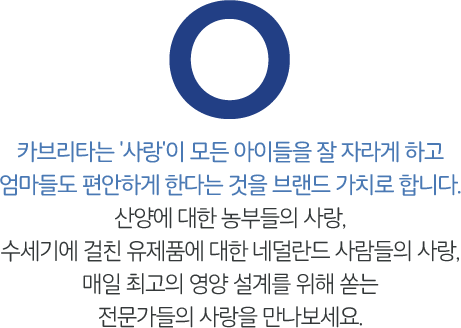 카브리타는 '사랑'이 모든 아이들을 잘 자라게 하고
엄마들도 편안하게 한다는 것을 브랜드 가치로 합니다.
산양에 대한 농부들의 사랑,
수세기에 걸친 유제품에 대한 네덜란드 사람들의 사랑,
매일 최고의 영양 설계를 위해 쏟는
전문가들의 사랑을 만나보세요.